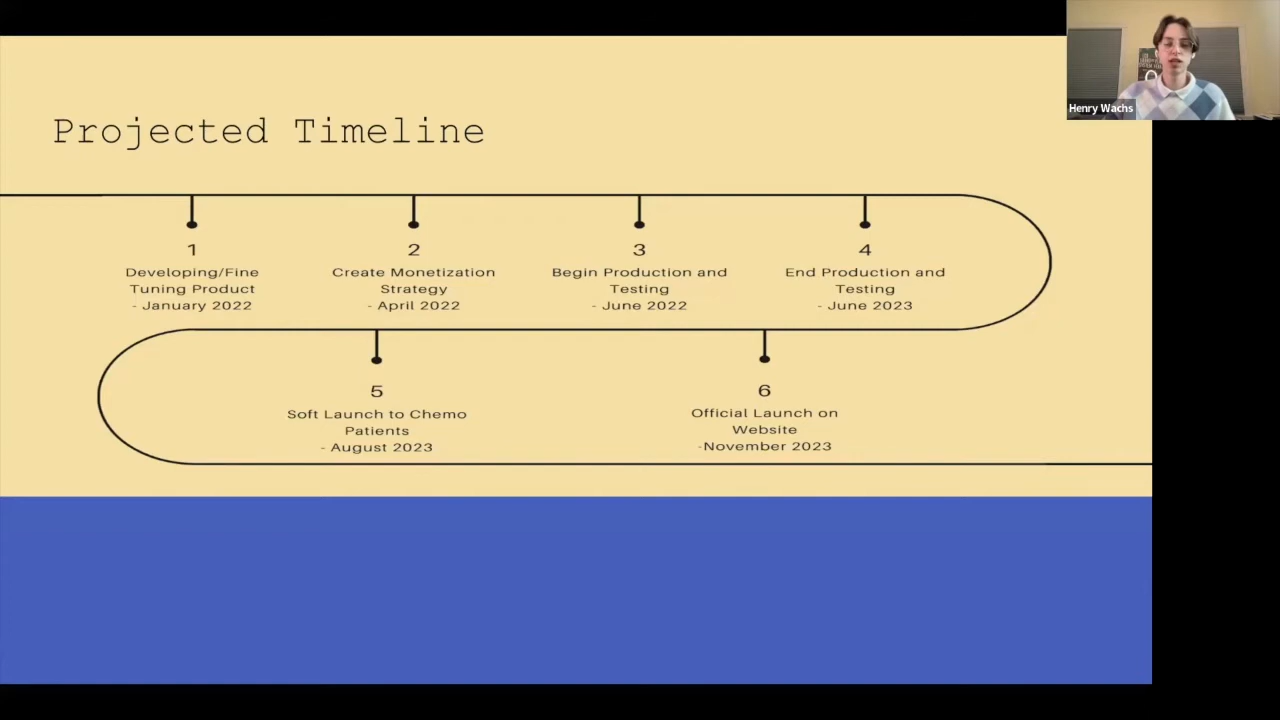 Henry Wachs
Projected Timeline
1
Developing/Fine
Tuning Product
- January 2022
2
Create Monetization
Strategy
- April 2022
3
Begin Production and
Testing
- June 2022
4
End Production and
Testing
- June 2023
5
Soft Launch to Chemo
Patients
- August 2023
6
Official Launch on
Website
-November 2023